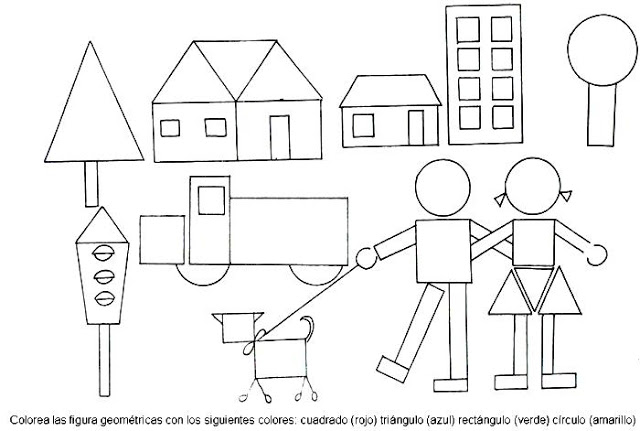 Colorea las figura geométricas con los siguientes colores: cuadrado (rojo) triángulo (azul) rectángulo (verde) círculo (amarillo)